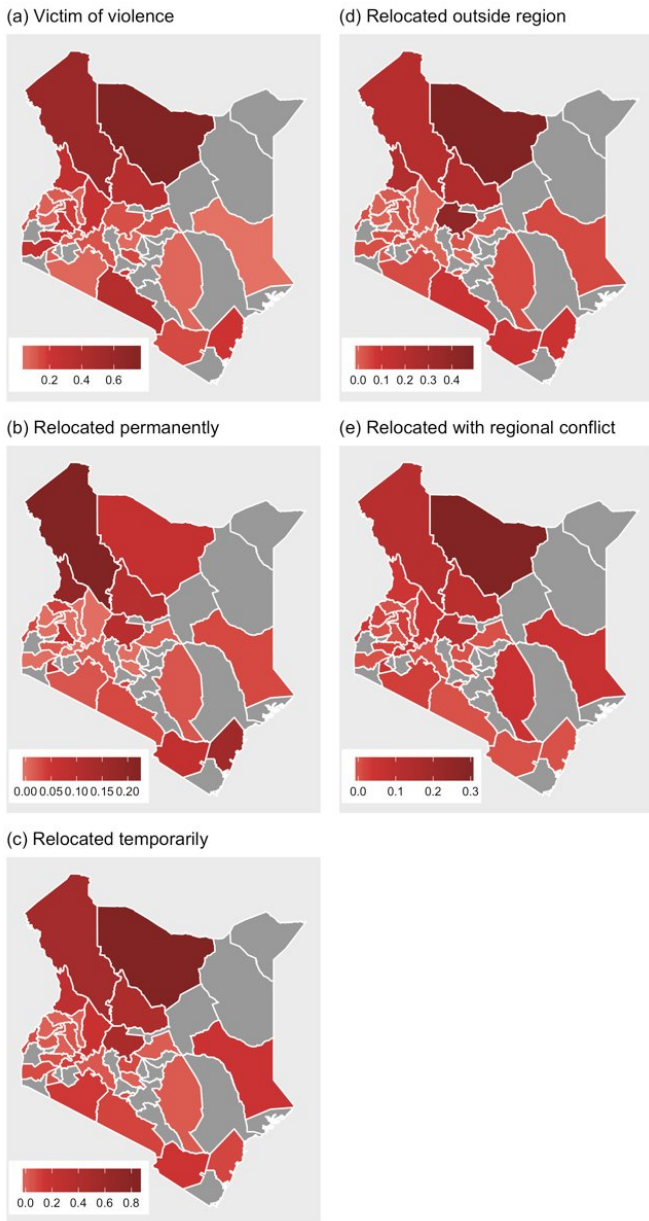 (a) Victim of violence
0.2 0.4 0.6
(b) Relocated permanently
0.00 0.05 0.10 0.15 0.20
(c) Relocated temporarily
0.0 0.2 0.4 0.6 0.8
(d) Relocated outside region
0.0 0.1 0.2 0.3 0.4
(e) Relocated with regional conflict
0.0 0.1 0.2 0.3